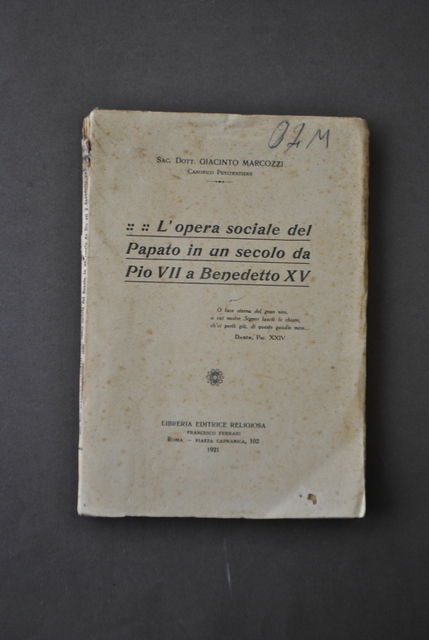 02M
SAC. DOTT. GIACINTO MARCOZZI
CANONICO PENITENZIERE
:: :: L'opera sociale del
Papato in un secolo da
Pio VII a Benedetto XV
O luce eterna del gran viro,
a cui nostro Signor lasciò le chiavi,
ch'ei portò giù, di questo gaudio miro...
DANTE, PAR. XXIV
LIBRERIA EDITRICE RELIGIOSA
FRANCESCO FERRARI
ROMA — PIAZZA CAPRANICA, 102
1921